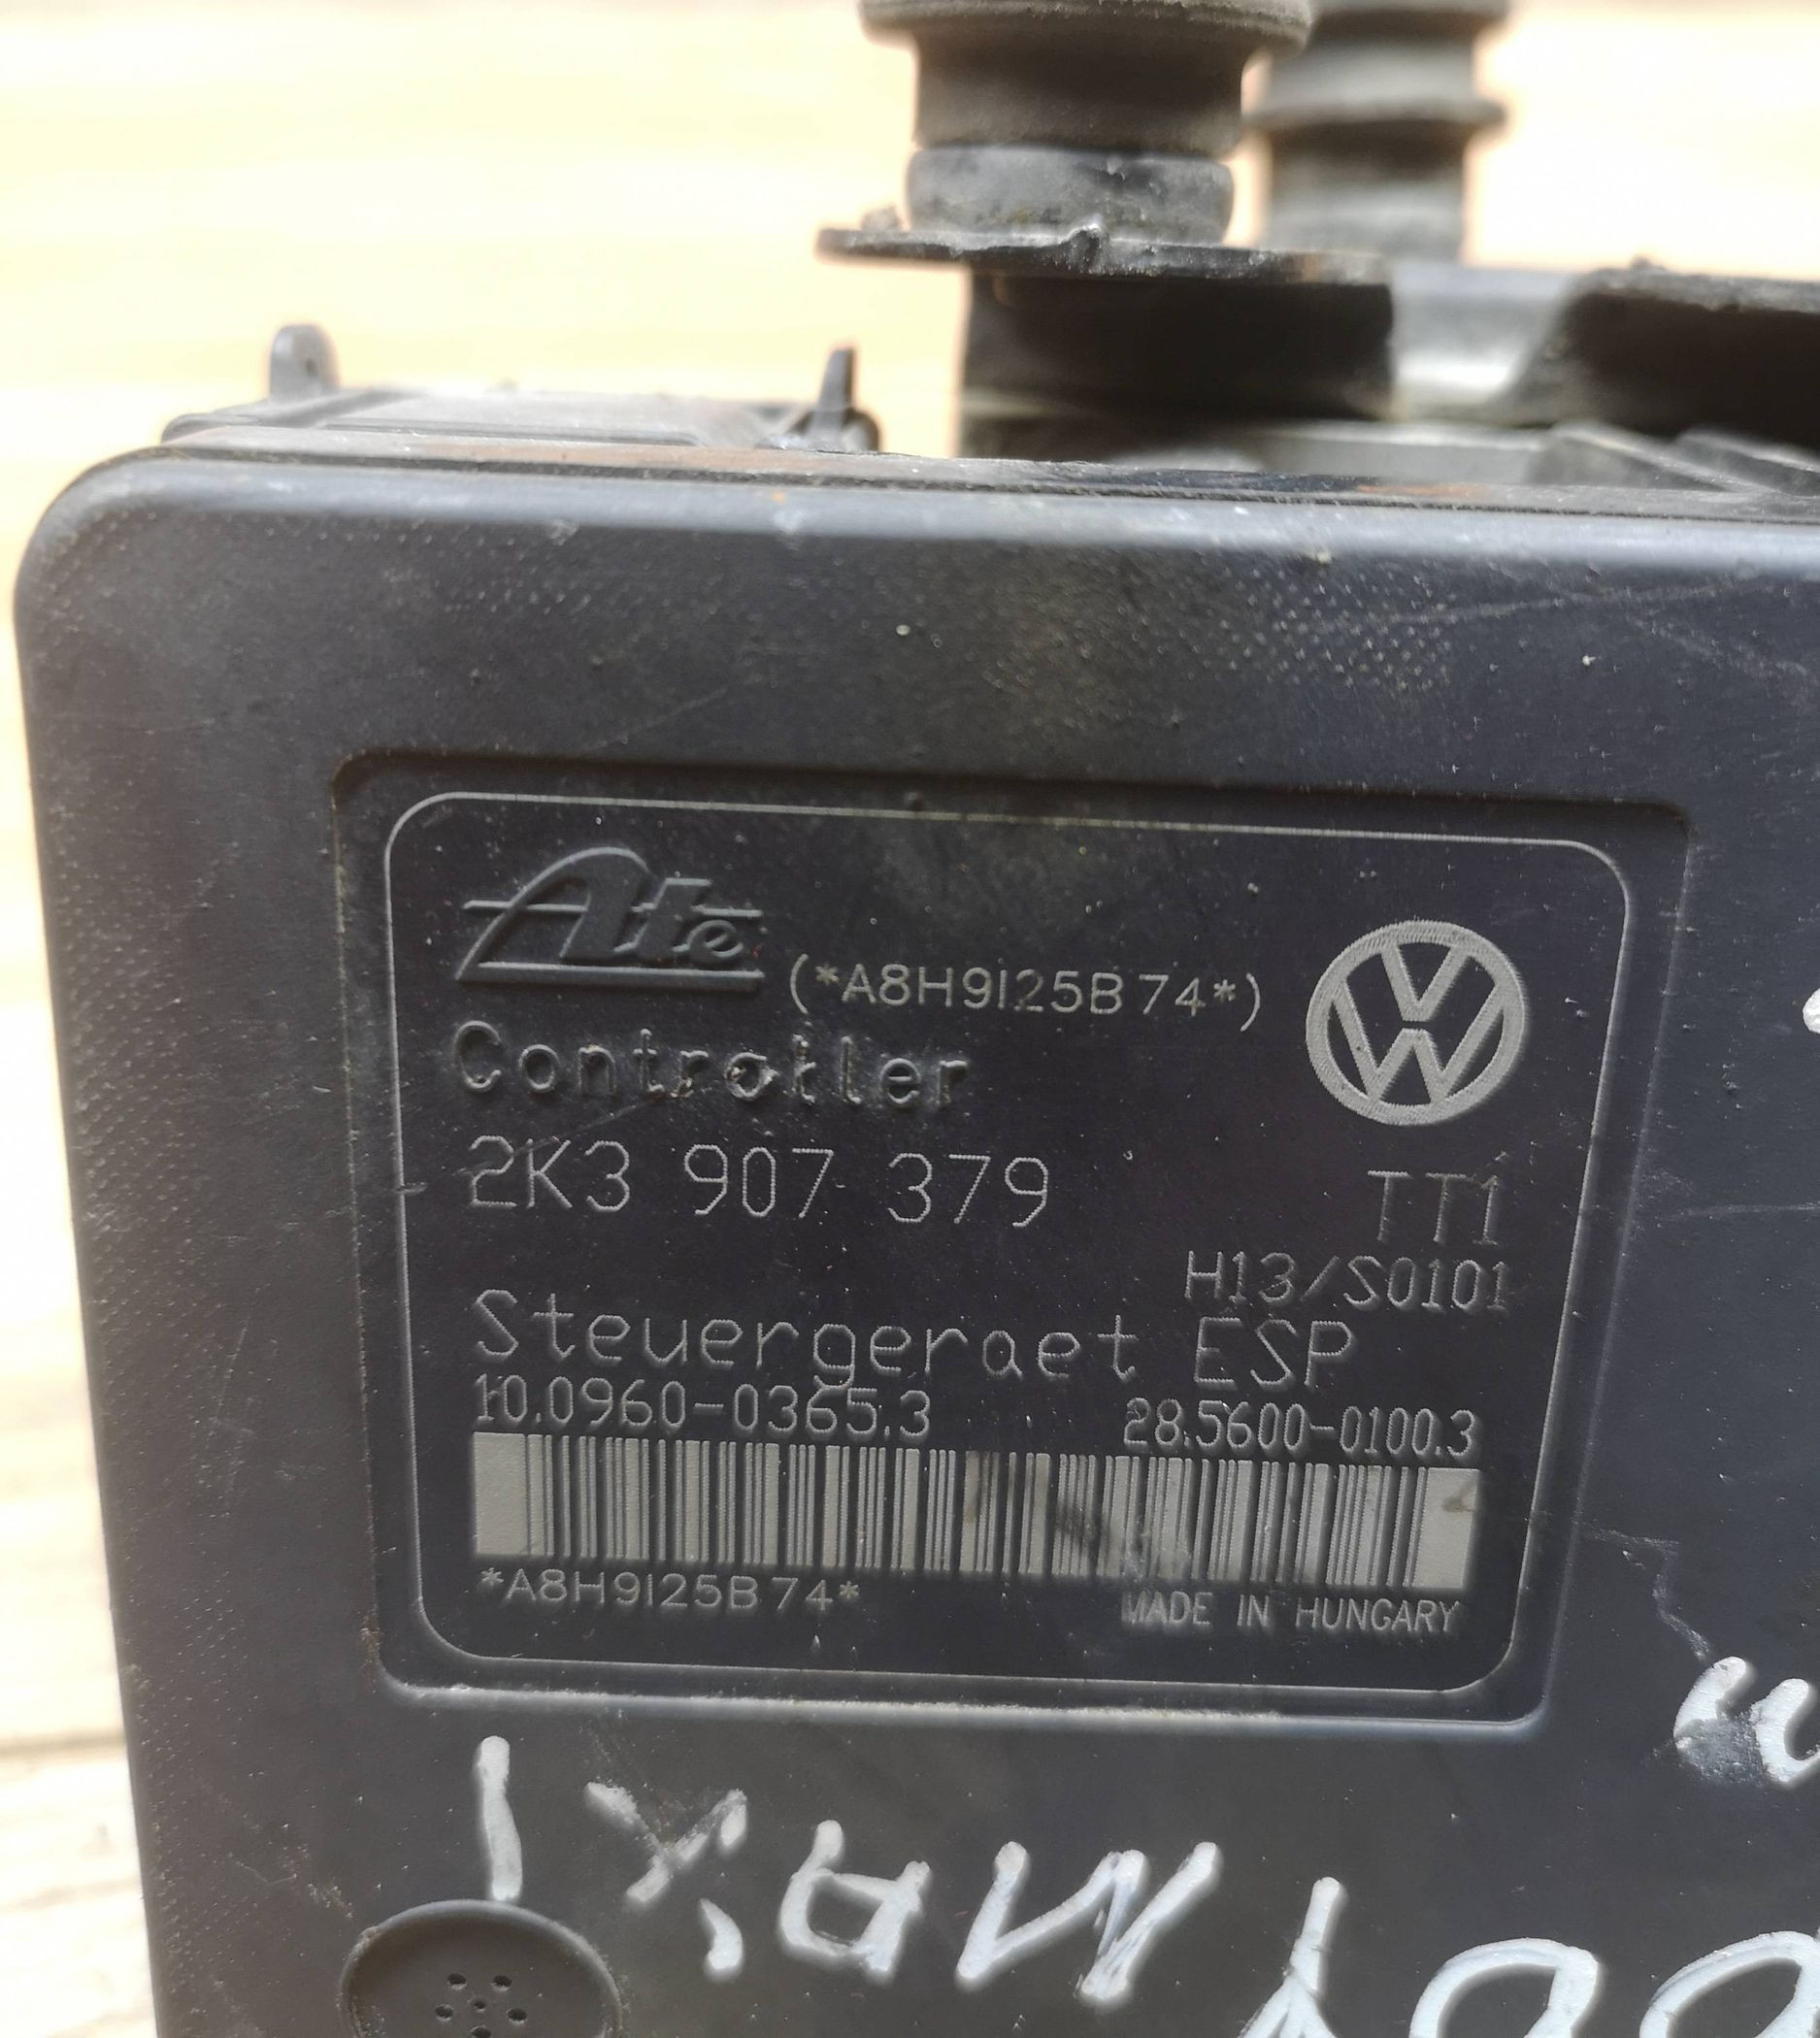 Ate
(*A8H9125B74*)
Controller
2K3 907 379
TT1
H13/S0101
Steuergeraet ESP
10.0960-0365.3 28.5600-0100.3
*A8H9125B74*
MADE IN HUNGARY